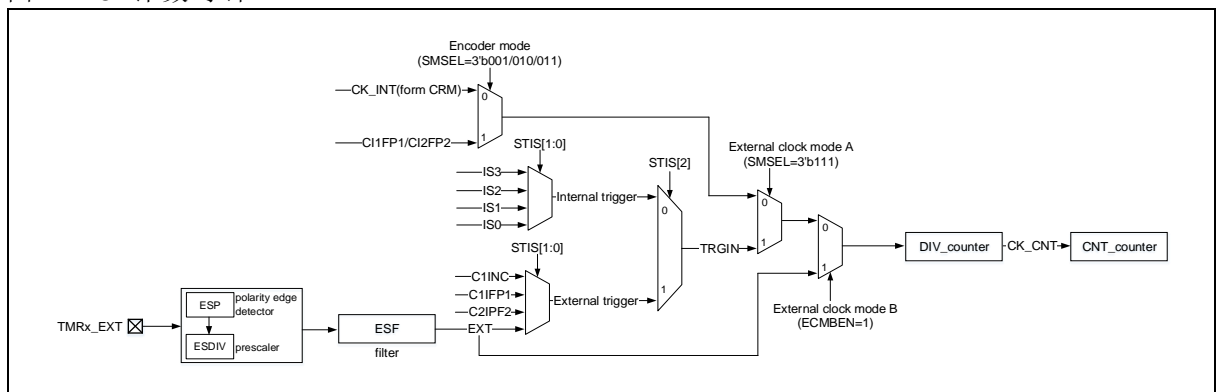 Encoder mode
(SMSEL=3'b001/010/011)
CK_INT(form CRM)
0
CI1FP1/CI2FP2
1
STIS[1:0]
External clock mode A
(SMSEL=3'b111)
STIS[2]
IS3
IS2
IS1
IS0
Internal trigger
0
0
1
0
TRGIN
DIV_counter
CK_CNT
CNT_counter
STIS[1:0]
C1INC
C1IFP1
C2IPF2
EXT
External trigger
1
1
External clock mode B
(ECMBEN=1)
TMRx_EXT
ESP
polarity edge
detector
ESDIV
prescaler
ESF
filter